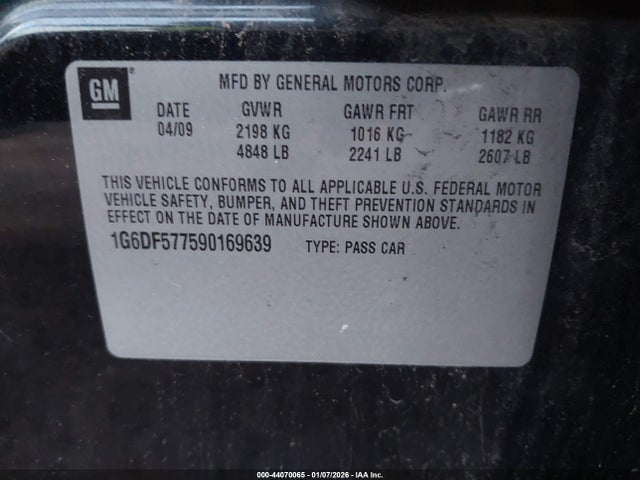 GM
MFD BY GENERAL MOTORS CORP.
DATE GVWR GAWR FRT GAWR RR
04/09 2198 KG 1016 KG 1182 KG
4848 LB 2241 LB 2607 LB
THIS VEHICLE CONFORMS TO ALL APPLICABLE U.S. FEDERAL MOTOR
VEHICLE SAFETY, BUMPER, AND THEFT PREVENTION STANDARDS IN
EFFECT ON THE DATE OF MANUFACTURE SHOWN ABOVE.
1G6DF577590169639 TYPE: PASS CAR
000-44070065 - 01/07/2026 - IAA Inc.